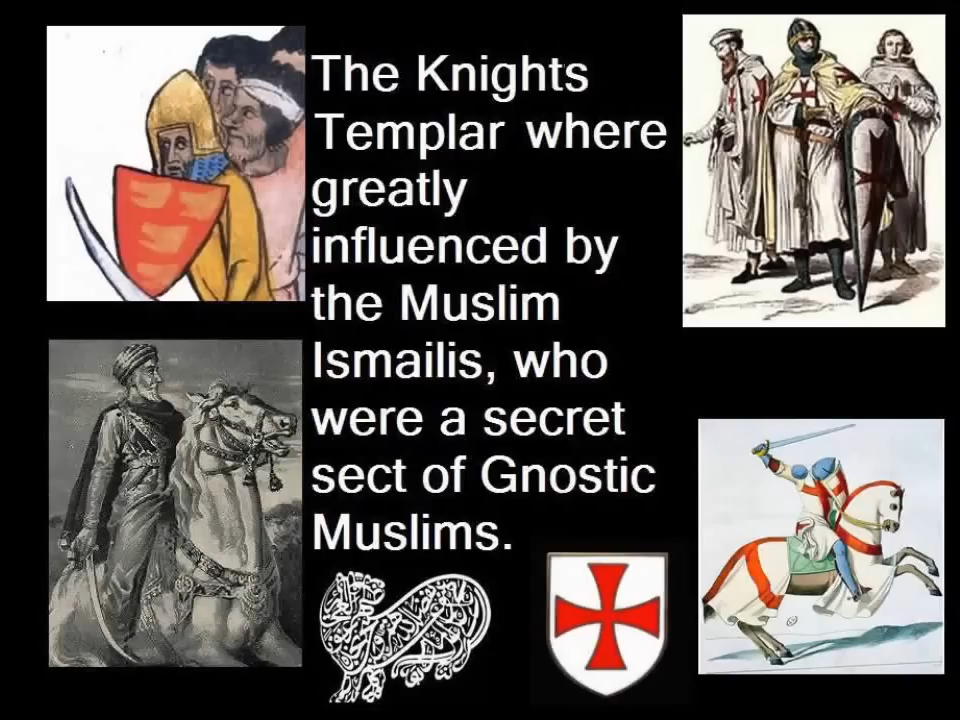 The Knights
Templar where
greatly
influenced by
the Muslim
Ismailis, who
were a secret
sect of Gnostic
Muslims.